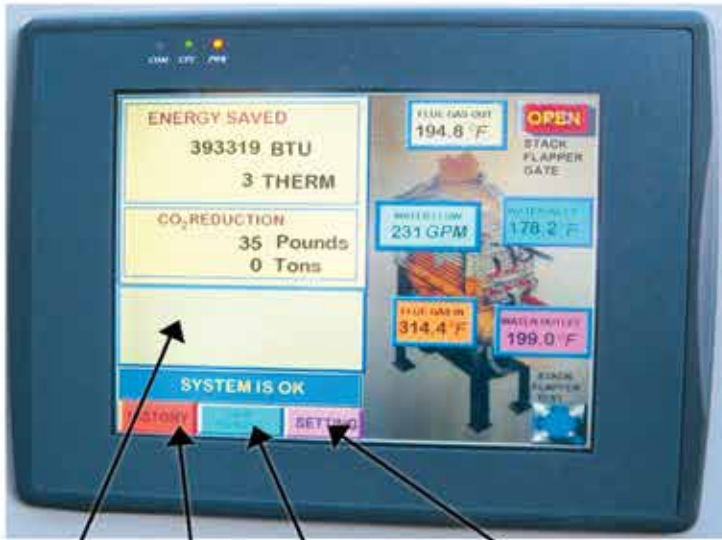 COM CPU PWR
ENERGY SAVED
393319 BTU
3 THERM
CO₂ REDUCTION
35 Pounds
0 Tons
SYSTEM IS OK
HISTORY
SETTING
FLUE GAS OUT
194.8 °F
OPEN
STACK
FLAPPER
GATE
WATER FLOW
231 GPM
WATER INLET
178.2 °F
FLUE GAS IN
314.4 °F
WATER OUTLET
199.0 °F
STACK
FLAPPER
TEST